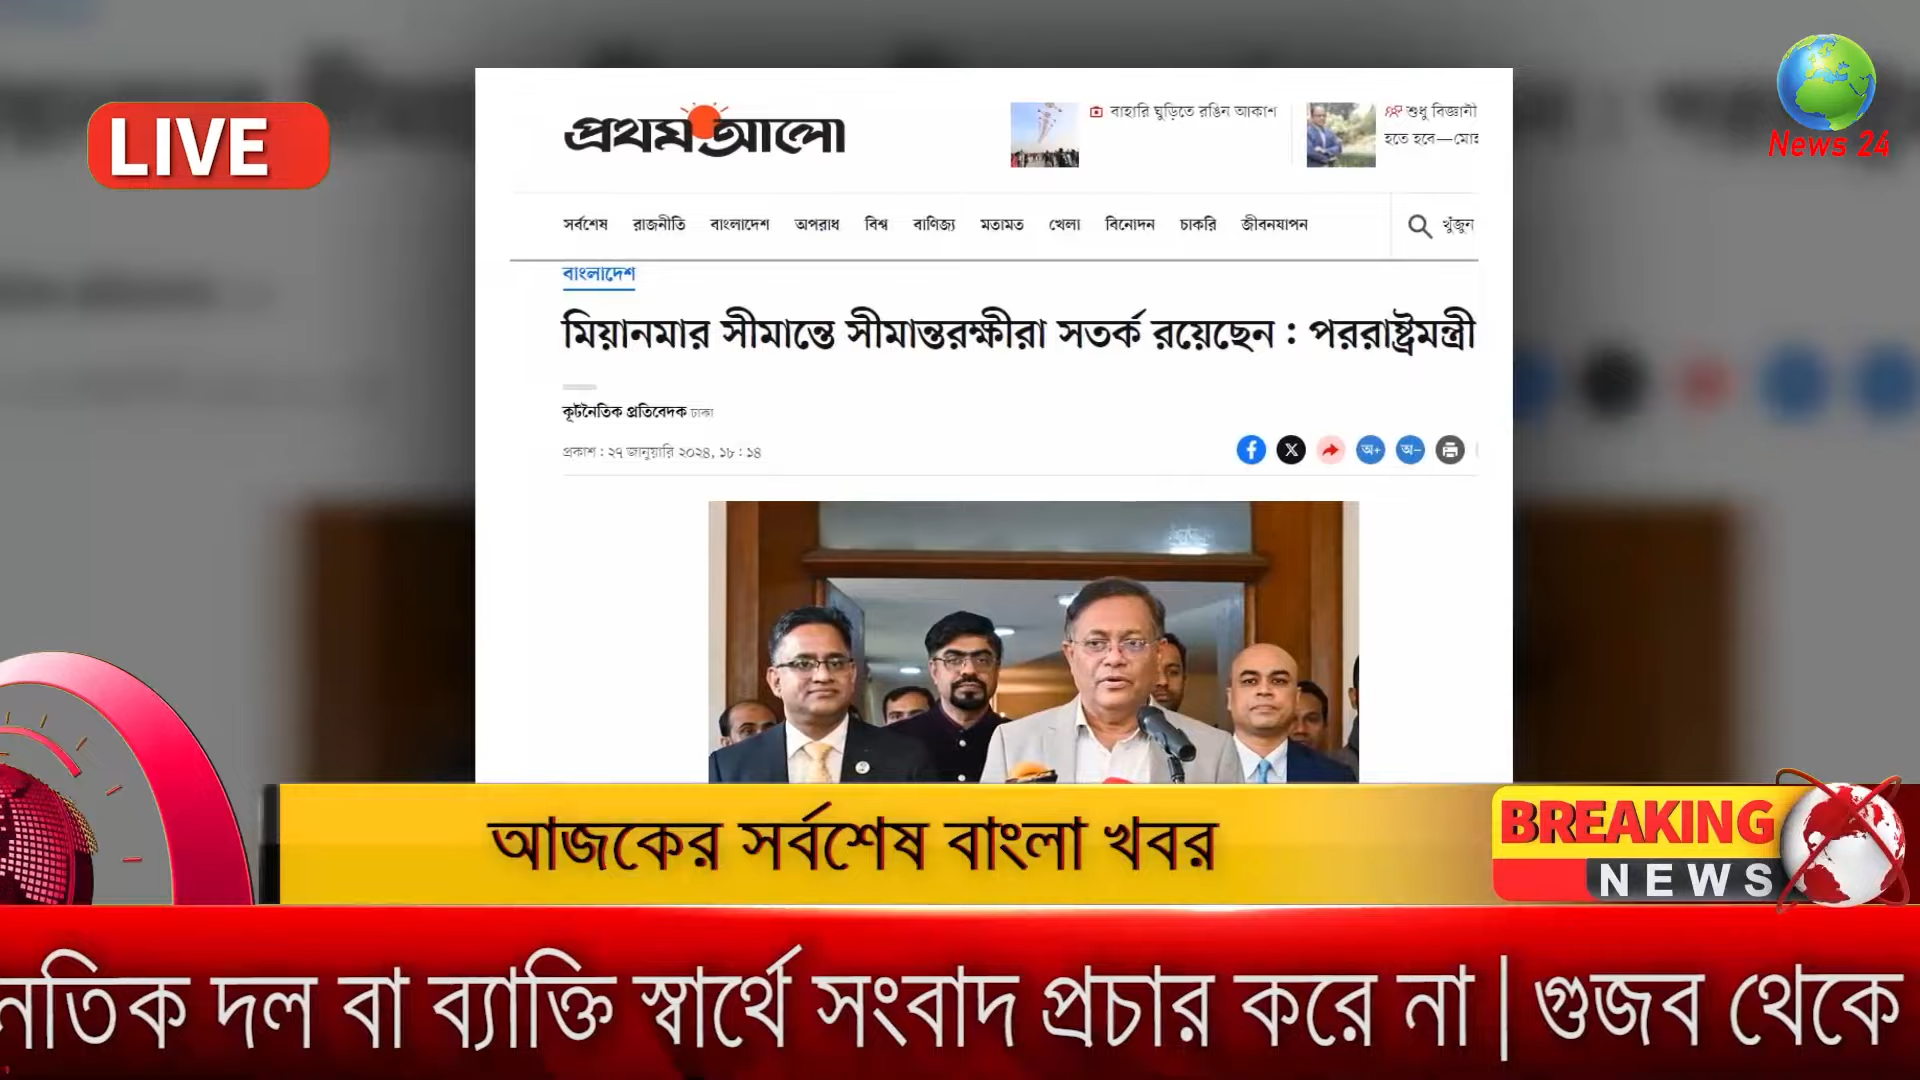 LIVE
প্রথম আলো
বাহারি ঘুড়িতে রঙিন আকাশ
শুধু বিজ্ঞানী
হতে হবে—মোহ
News 24
সর্বশেষ রাজনীতি বাংলাদেশ অপরাধ বিশ্ব বাণিজ্য মতামত খেলা বিনোদন চাকরি জীবনযাপন খুঁজুন
বাংলাদেশ
মিয়ানমার সীমান্তে সীমান্তরক্ষীরা সতর্ক রয়েছেন : পররাষ্ট্রমন্ত্রী
কূটনৈতিক প্রতিবেদক ঢাকা
প্রকাশ : ২৭ জানুয়ারি ২০২৪, ১৮ : ১৪
অ+ অ−
আজকের সর্বশেষ বাংলা খবর
BREAKING
NEWS
নতিক দল বা ব্যাক্তি স্বার্থে সংবাদ প্রচার করে না | গুজব থেকে